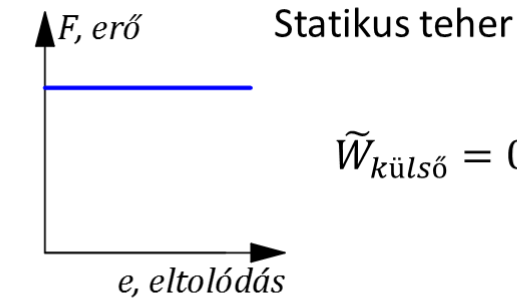 F, erő
Statikus teher
W̃külső =
e, eltolódás